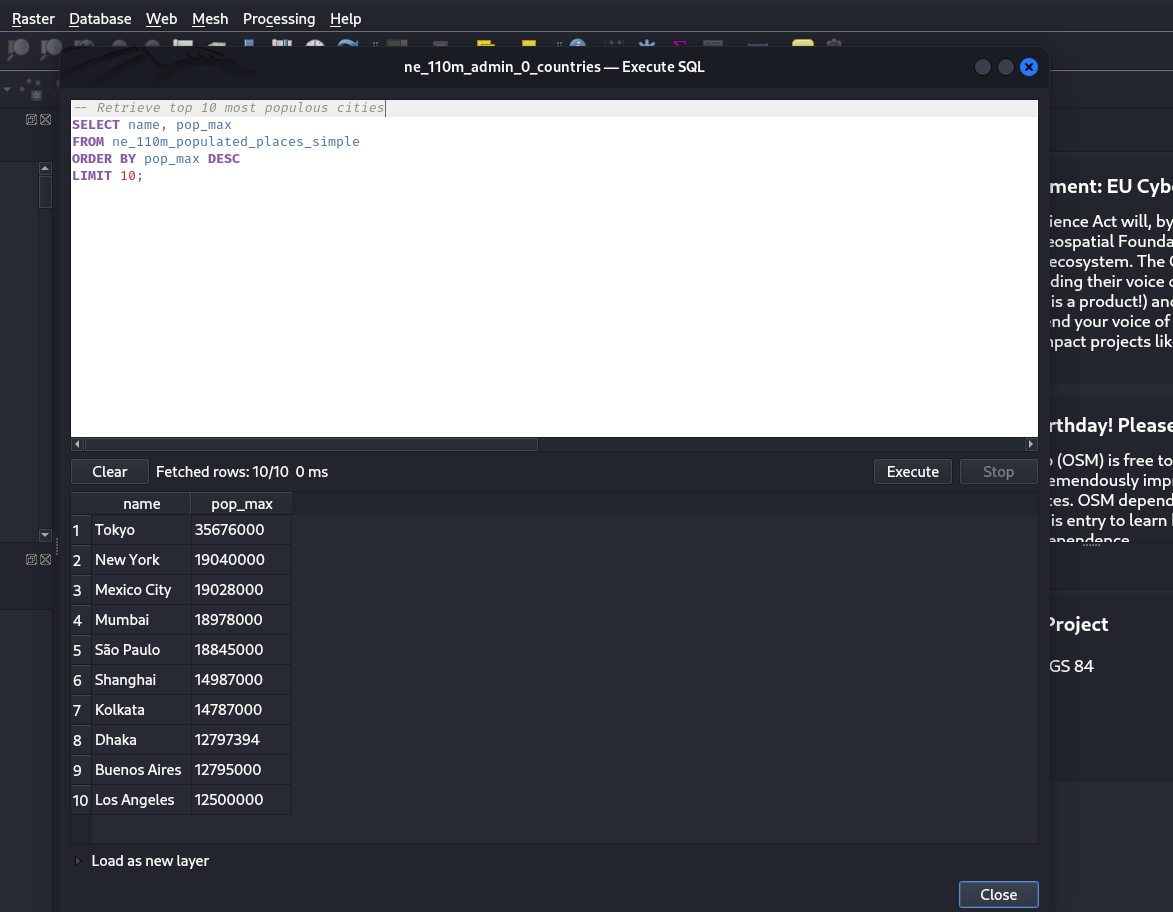 Raster Database Web Mesh Processing Help
ne_110m_admin_0_countries — Execute SQL
-- Retrieve top 10 most populous cities
SELECT name, pop_max
FROM ne_110m_populated_places_simple
ORDER BY pop_max DESC
LIMIT 10;
Clear Fetched rows: 10/10 0 ms Execute Stop
name pop_max
1 Tokyo 35676000
2 New York 19040000
3 Mexico City 19028000
4 Mumbai 18978000
5 São Paulo 18845000
6 Shanghai 14987000
7 Kolkata 14787000
8 Dhaka 12797394
9 Buenos Aires 12795000
10 Los Angeles 12500000
Load as new layer
Close
ment: EU Cybe
ience Act will, by
eospatial Founda
ecosystem. The
ding their voice
is a product!) and
nd your voice of
mpact projects lik
rthday! Please
(OSM) is free to
emendously imp
tes. OSM depend
is entry to learn
ependence.
Project
GS 84